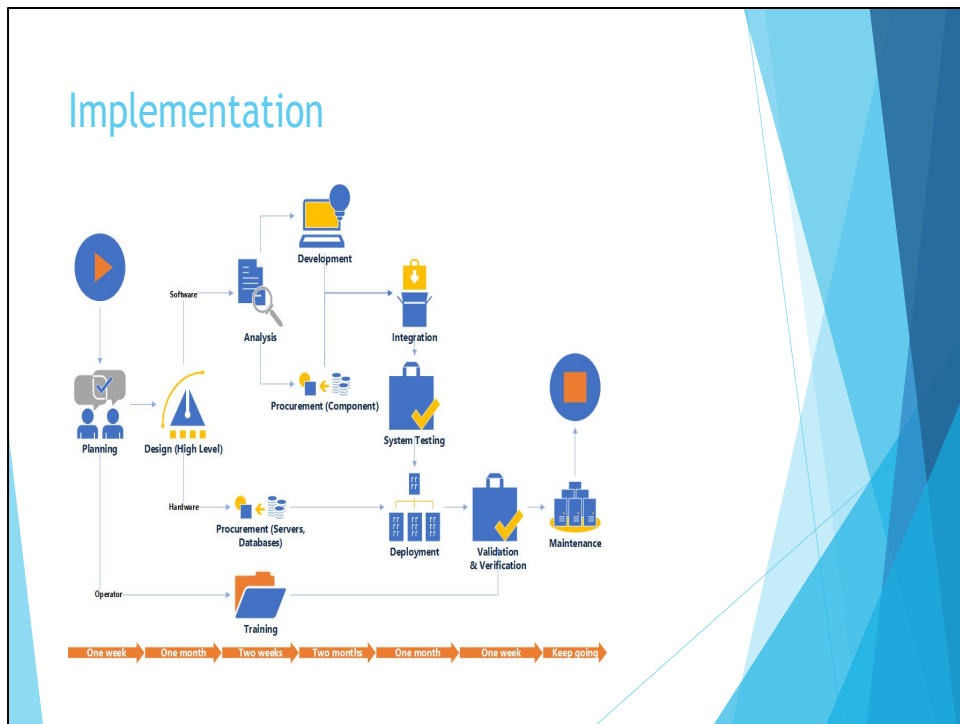 Implementation
Development
Software
Analysis
Integration
Procurement (Component)
System Testing
Planning
Design (High Level)
Hardware
Procurement (Servers,
Databases)
Deployment
Validation
& Verification
Maintenance
Operator
Training
One week
One month
Two weeks
Two months
One month
One week
Keep going